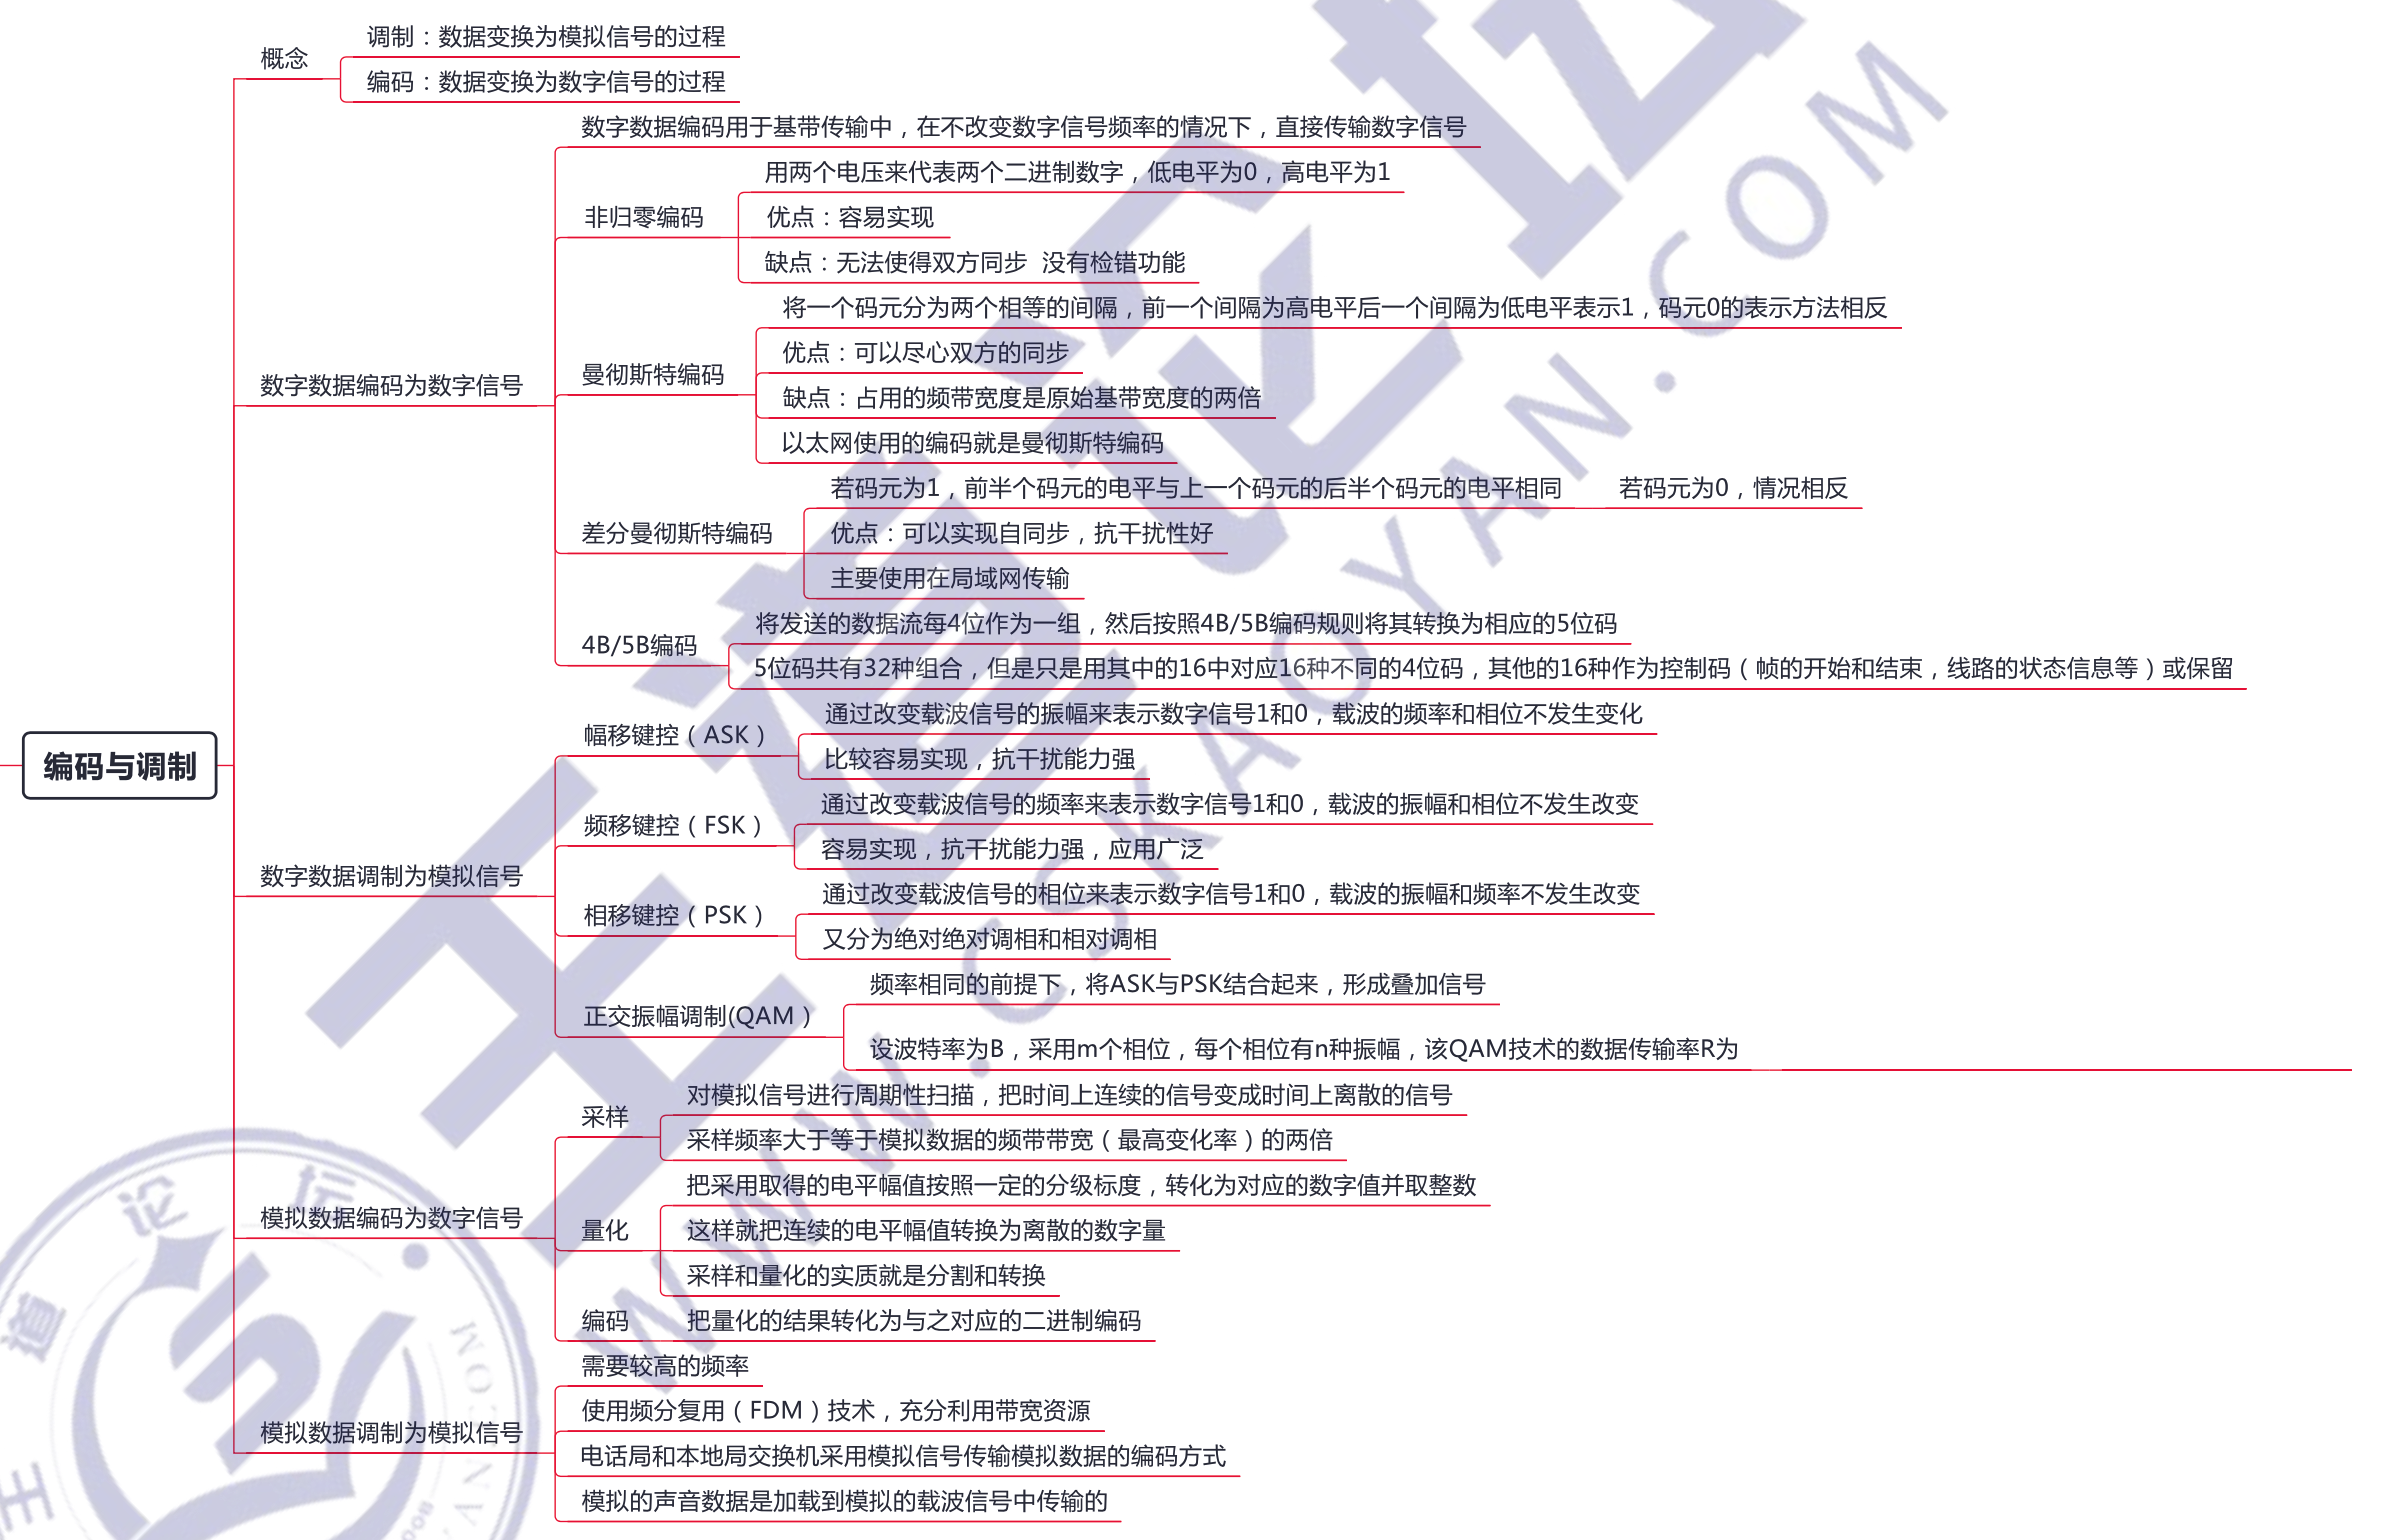 编码与调制
概念
调制：数据变换为模拟信号的过程
编码：数据变换为数字信号的过程
数字数据编码为数字信号
数字数据编码用于基带传输中，在不改变数字信号频率的情况下，直接传输数字信号
非归零编码
用两个电压来代表两个二进制数字，低电平为0，高电平为1
优点：容易实现
缺点：无法使得双方同步 没有检错功能
曼彻斯特编码
将一个码元分为两个相等的间隔，前一个间隔为高电平后一个间隔为低电平表示1，码元0的表示方法相反
优点：可以尽心双方的同步
缺点：占用的频带宽度是原始基带宽度的两倍
以太网使用的编码就是曼彻斯特编码
差分曼彻斯特编码
若码元为1，前半个码元的电平与上一个码元的后半个码元的电平相同 若码元为0，情况相反
优点：可以实现自同步，抗干扰性好
主要使用在局域网传输
4B/5B编码
将发送的数据流每4位作为一组，然后按照4B/5B编码规则将其转换为相应的5位码
5位码共有32种组合，但是只是用其中的16中对应16种不同的4位码，其他的16种作为控制码（帧的开始和结束，线路的状态信息等）或保留
数字数据调制为模拟信号
幅移键控（ASK）
通过改变载波信号的振幅来表示数字信号1和0，载波的频率和相位不发生变化
比较容易实现，抗干扰能力强
频移键控（FSK）
通过改变载波信号的频率来表示数字信号1和0，载波的振幅和相位不发生改变
容易实现，抗干扰能力强，应用广泛
相移键控（PSK）
通过改变载波信号的相位来表示数字信号1和0，载波的振幅和频率不发生改变
又分为绝对绝对调相和相对调相
正交振幅调制(QAM）
频率相同的前提下，将ASK与PSK结合起来，形成叠加信号
设波特率为B，采用m个相位，每个相位有n种振幅，该QAM技术的数据传输率R为
模拟数据编码为数字信号
采样
对模拟信号进行周期性扫描，把时间上连续的信号变成时间上离散的信号
采样频率大于等于模拟数据的频带带宽（最高变化率）的两倍
量化
把采用取得的电平幅值按照一定的分级标度，转化为对应的数字值并取整数
这样就把连续的电平幅值转换为离散的数字量
采样和量化的实质就是分割和转换
编码
把量化的结果转化为与之对应的二进制编码
模拟数据调制为模拟信号
需要较高的频率
使用频分复用（FDM）技术，充分利用带宽资源
电话局和本地局交换机采用模拟信号传输模拟数据的编码方式
模拟的声音数据是加载到模拟的载波信号中传输的
王道论坛
WWW.CSKAOYAN.COM
王道论坛